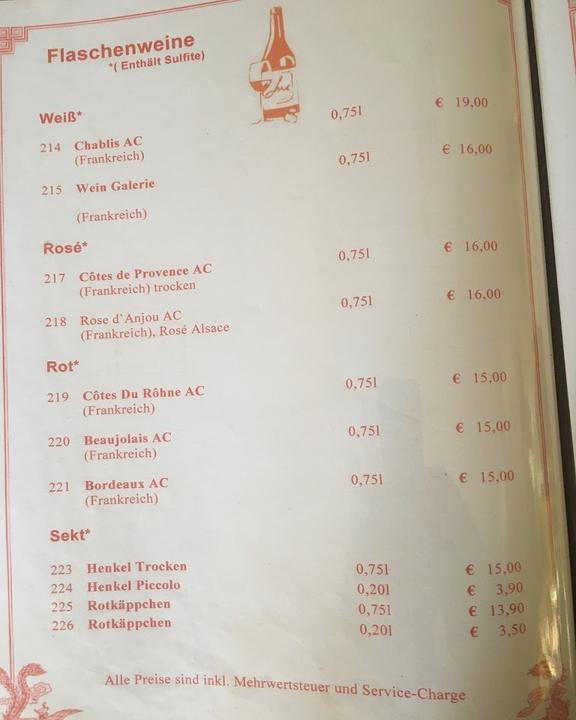 Flaschenweine
*( Enthält Sulfite)
Weiß*
214 Chablis AC 0,75l € 19,00
(Frankreich)
215 Wein Galerie 0,75l € 16,00
(Frankreich)
Rosé*
217 Côtes de Provence AC 0,75l € 16,00
(Frankreich) trocken
218 Rose d`Anjou AC 0,75l € 16,00
(Frankreich), Rosé Alsace
Rot*
219 Côtes Du Rôhne AC 0,75l € 15,00
(Frankreich)
220 Beaujolais AC 0,75l € 15,00
(Frankreich)
221 Bordeaux AC 0,75l € 15,00
(Frankreich)
Sekt*
223 Henkel Trocken 0,75l € 15,00
224 Henkel Piccolo 0,20l € 3,90
225 Rotkäppchen 0,75l € 13,90
226 Rotkäppchen 0,20l € 3,50
Alle Preise sind inkl. Mehrwertsteuer und Service-Charge